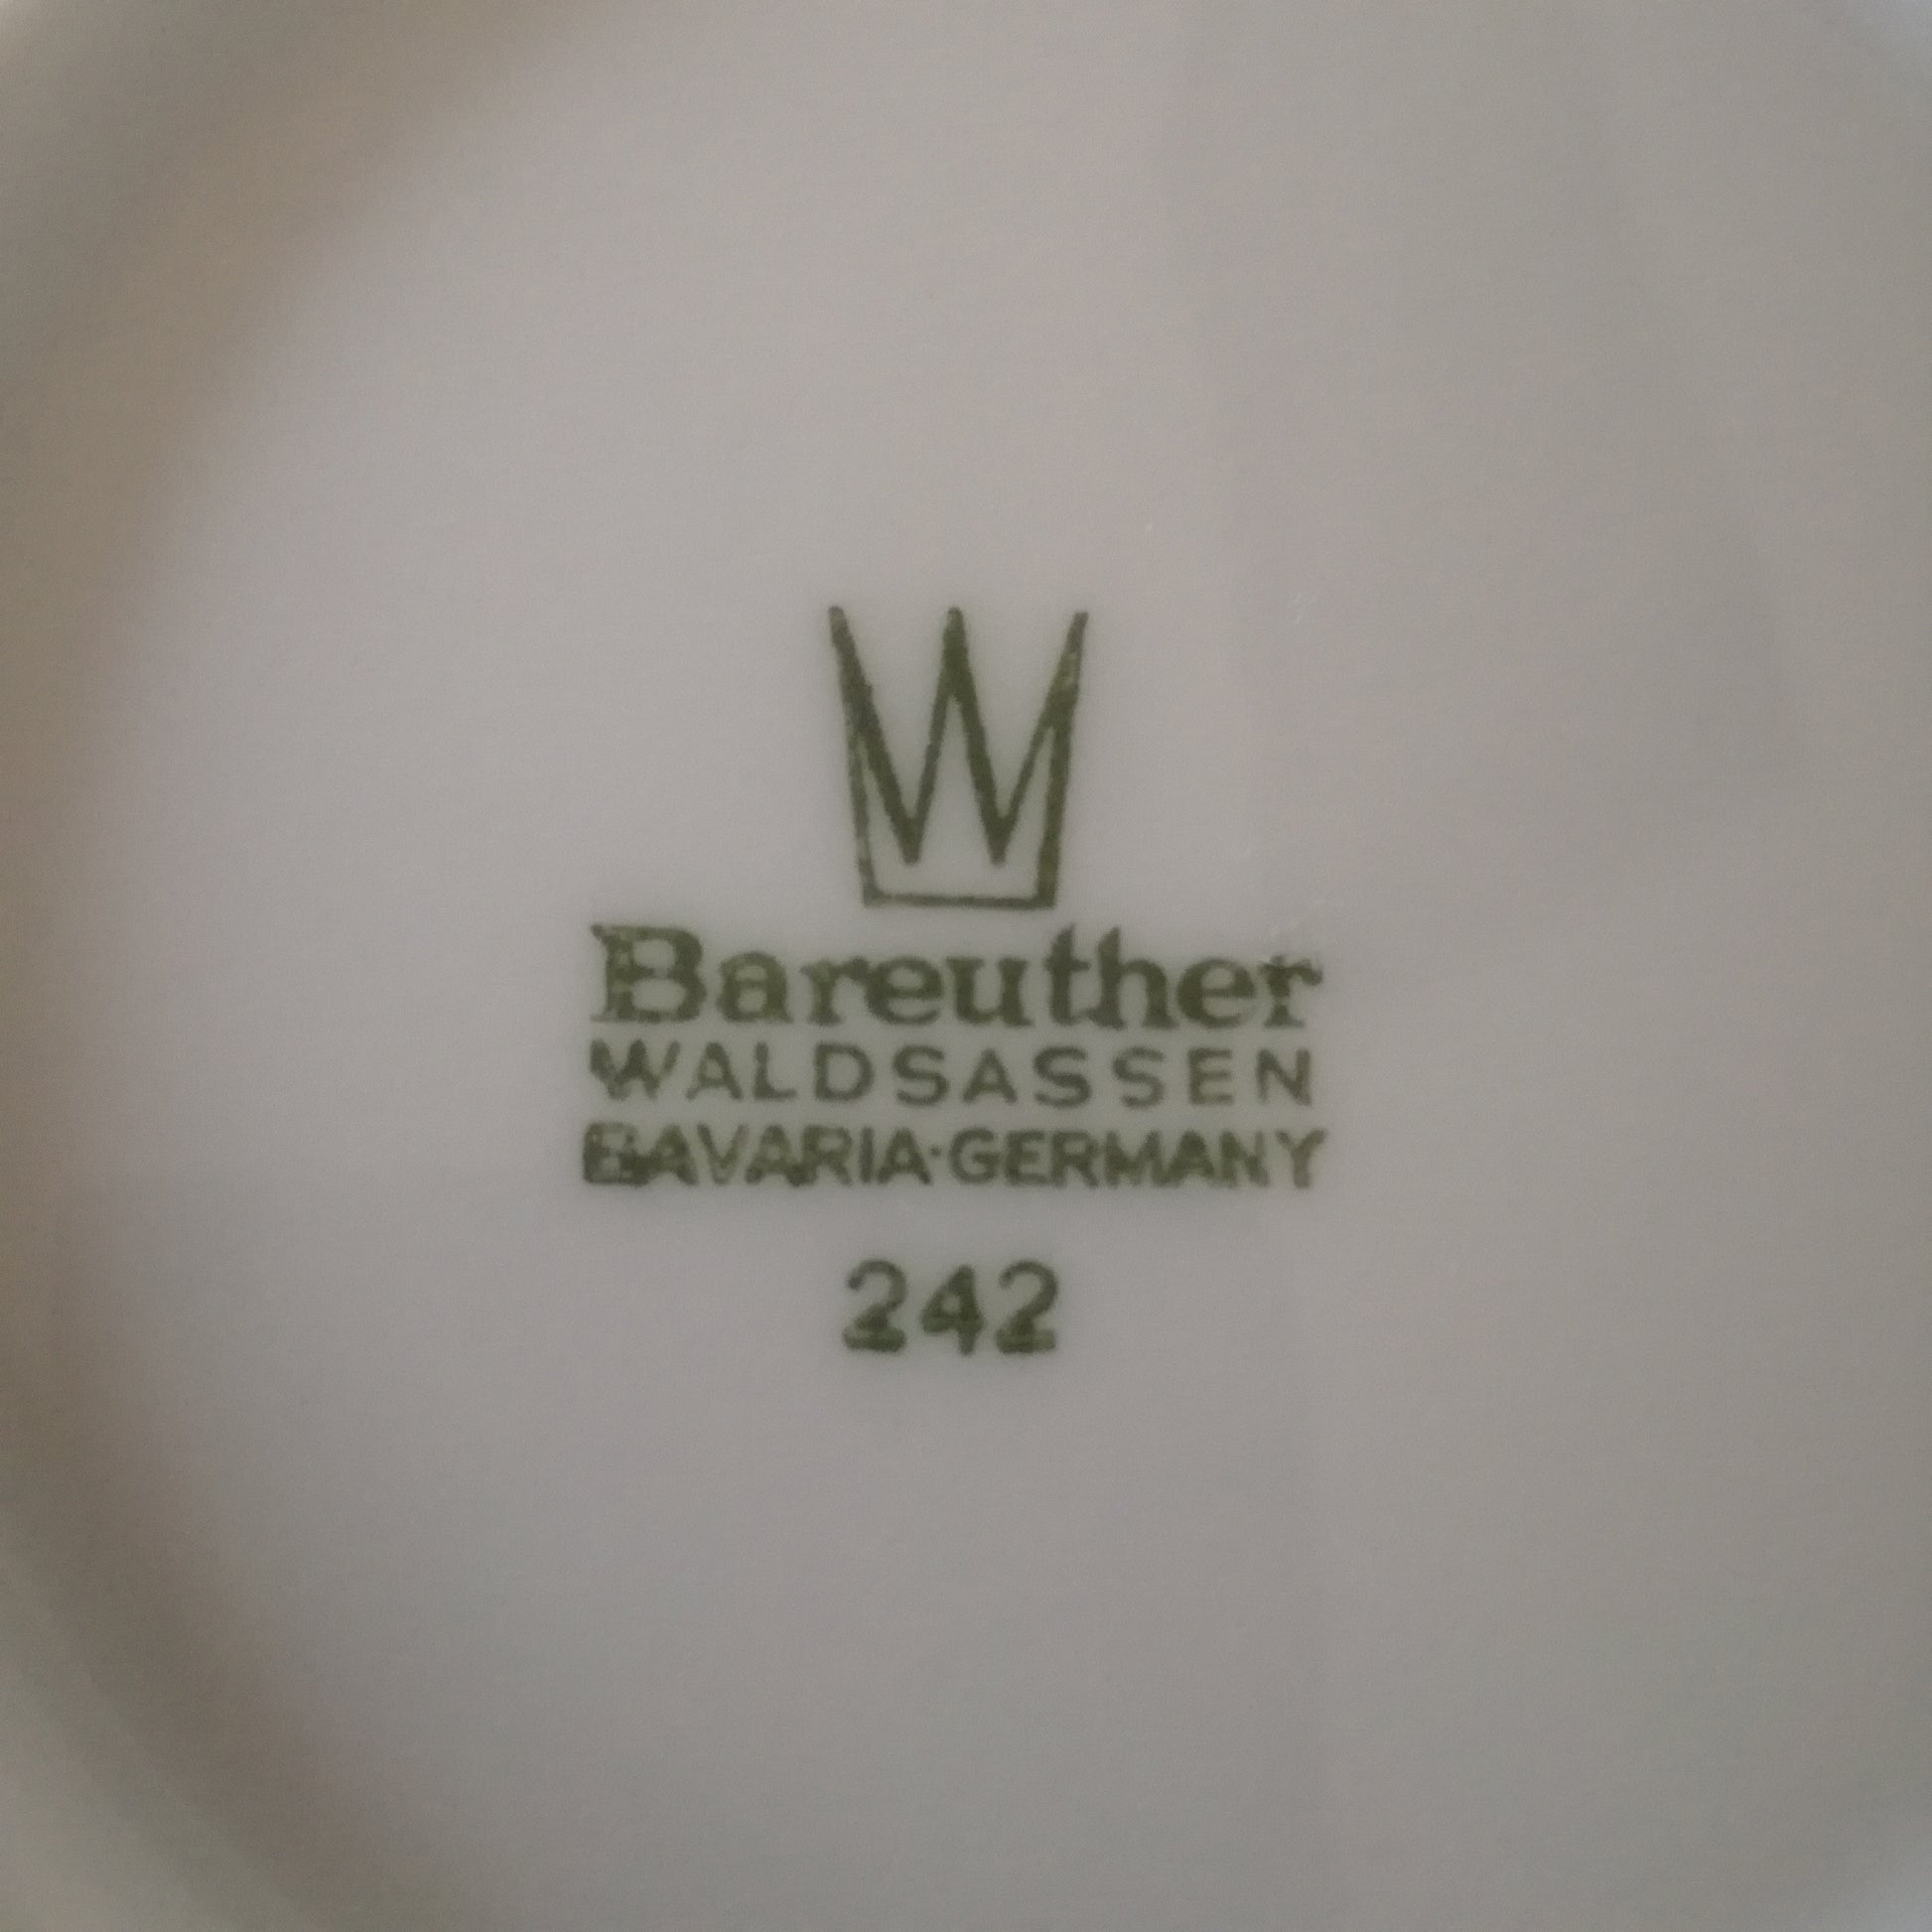 W
Bareuther
WALDSASSEN
BAVARIA·GERMANY
242